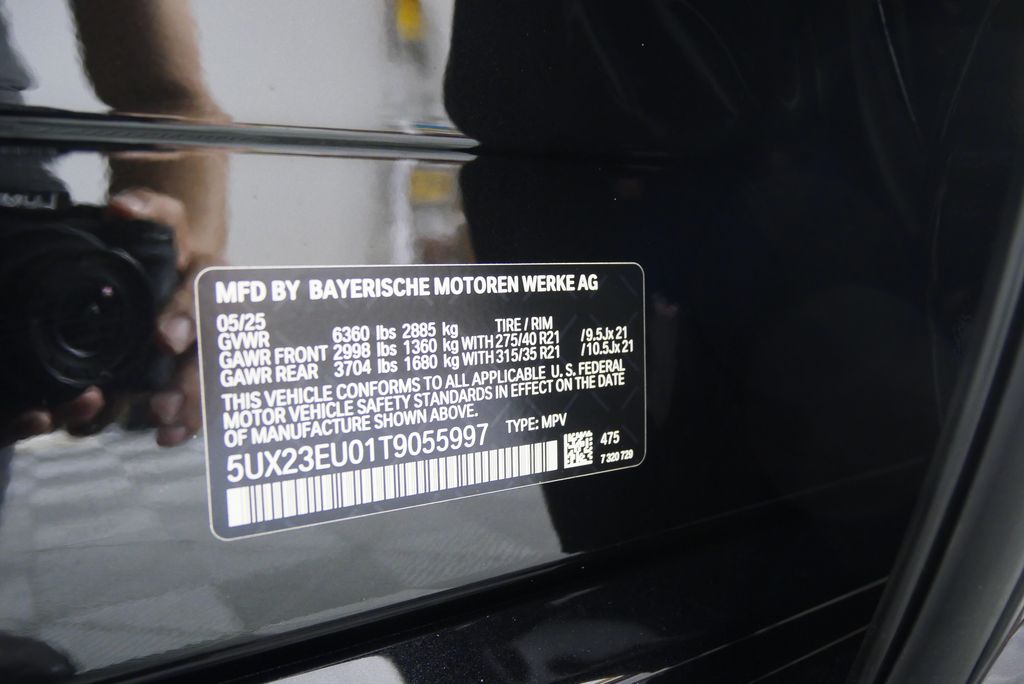 MFD BY BAYERISCHE MOTOREN WERKE AG
05/25 TIRE / RIM
GVWR 6360 lbs 2885 kg
GAWR FRONT 2998 lbs 1360 kg WITH 275/40 R21 /9.5Jx21
GAWR REAR 3704 lbs 1680 kg WITH 315/35 R21 /10.5Jx21
THIS VEHICLE CONFORMS TO ALL APPLICABLE U.S. FEDERAL
MOTOR VEHICLE SAFETY STANDARDS IN EFFECT ON THE DATE
OF MANUFACTURE SHOWN ABOVE.
5UX23EU01T9055997 TYPE: MPV
475
7 320 729